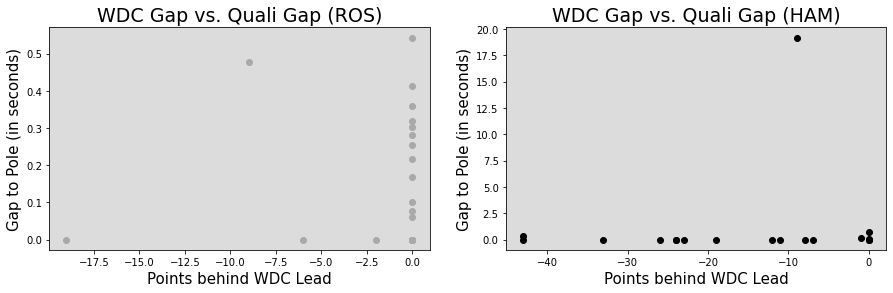 WDC Gap vs. Quali Gap (ROS)
Gap to Pole (in seconds)
0.5
0.4
0.3
0.2
0.1
0.0
−17.5 −15.0 −12.5 −10.0 −7.5 −5.0 −2.5 0.0
Points behind WDC Lead
WDC Gap vs. Quali Gap (HAM)
Gap to Pole (in seconds)
20.0
17.5
15.0
12.5
10.0
7.5
5.0
2.5
0.0
−40 −30 −20 −10 0
Points behind WDC Lead